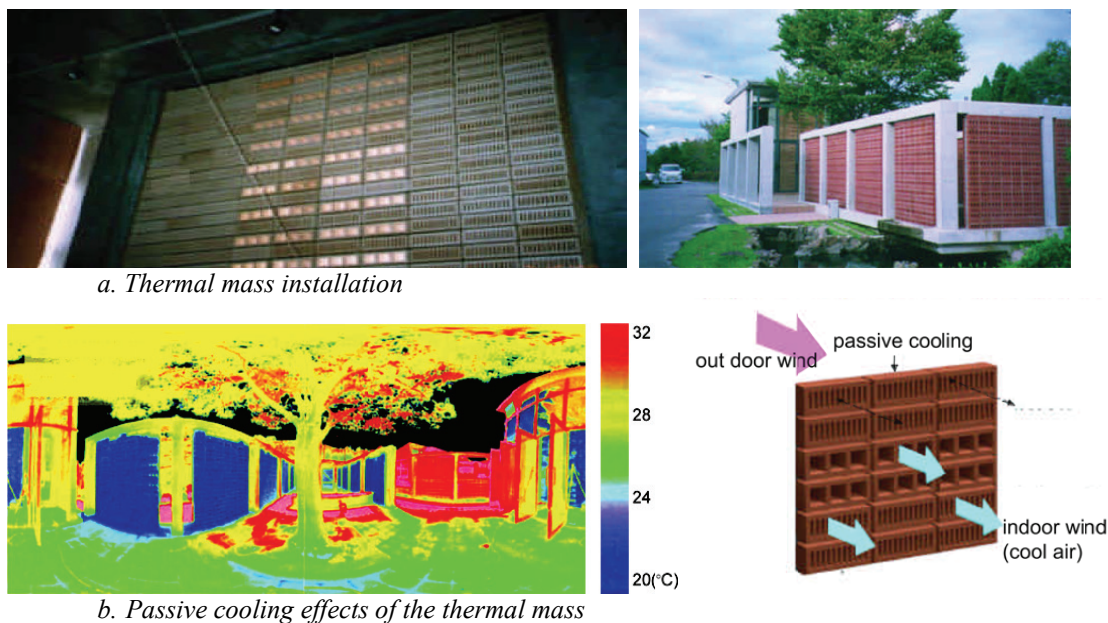 a. Thermal mass installation
32
28
24
20(°C)
out door wind
passive cooling
indoor wind
(cool air)
b. Passive cooling effects of the thermal mass